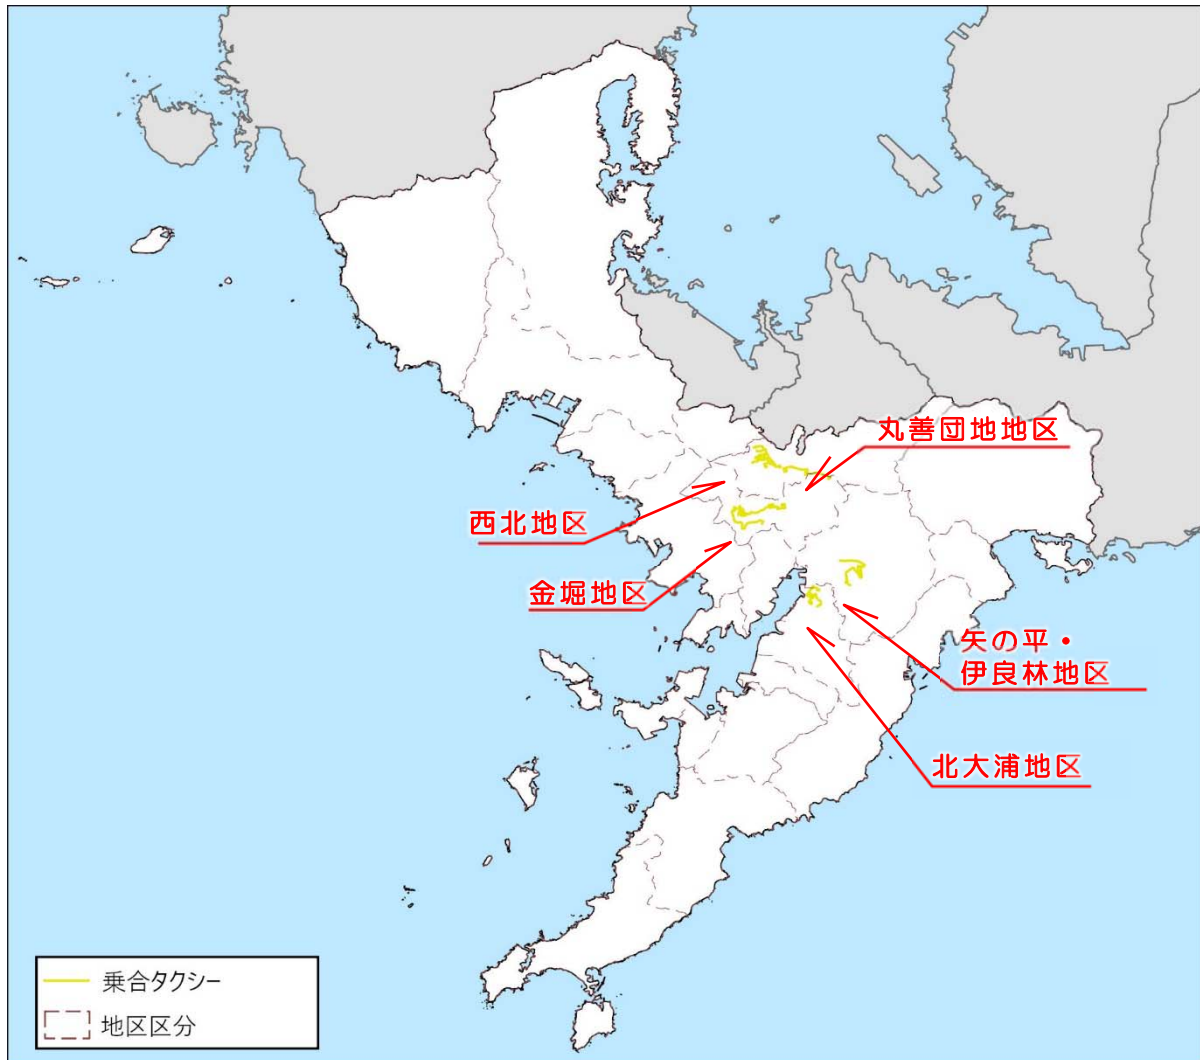 丸善団地地区
西北地区
金堀地区
矢の平・
伊良林地区
北大浦地区
乗合タクシー
地区区分